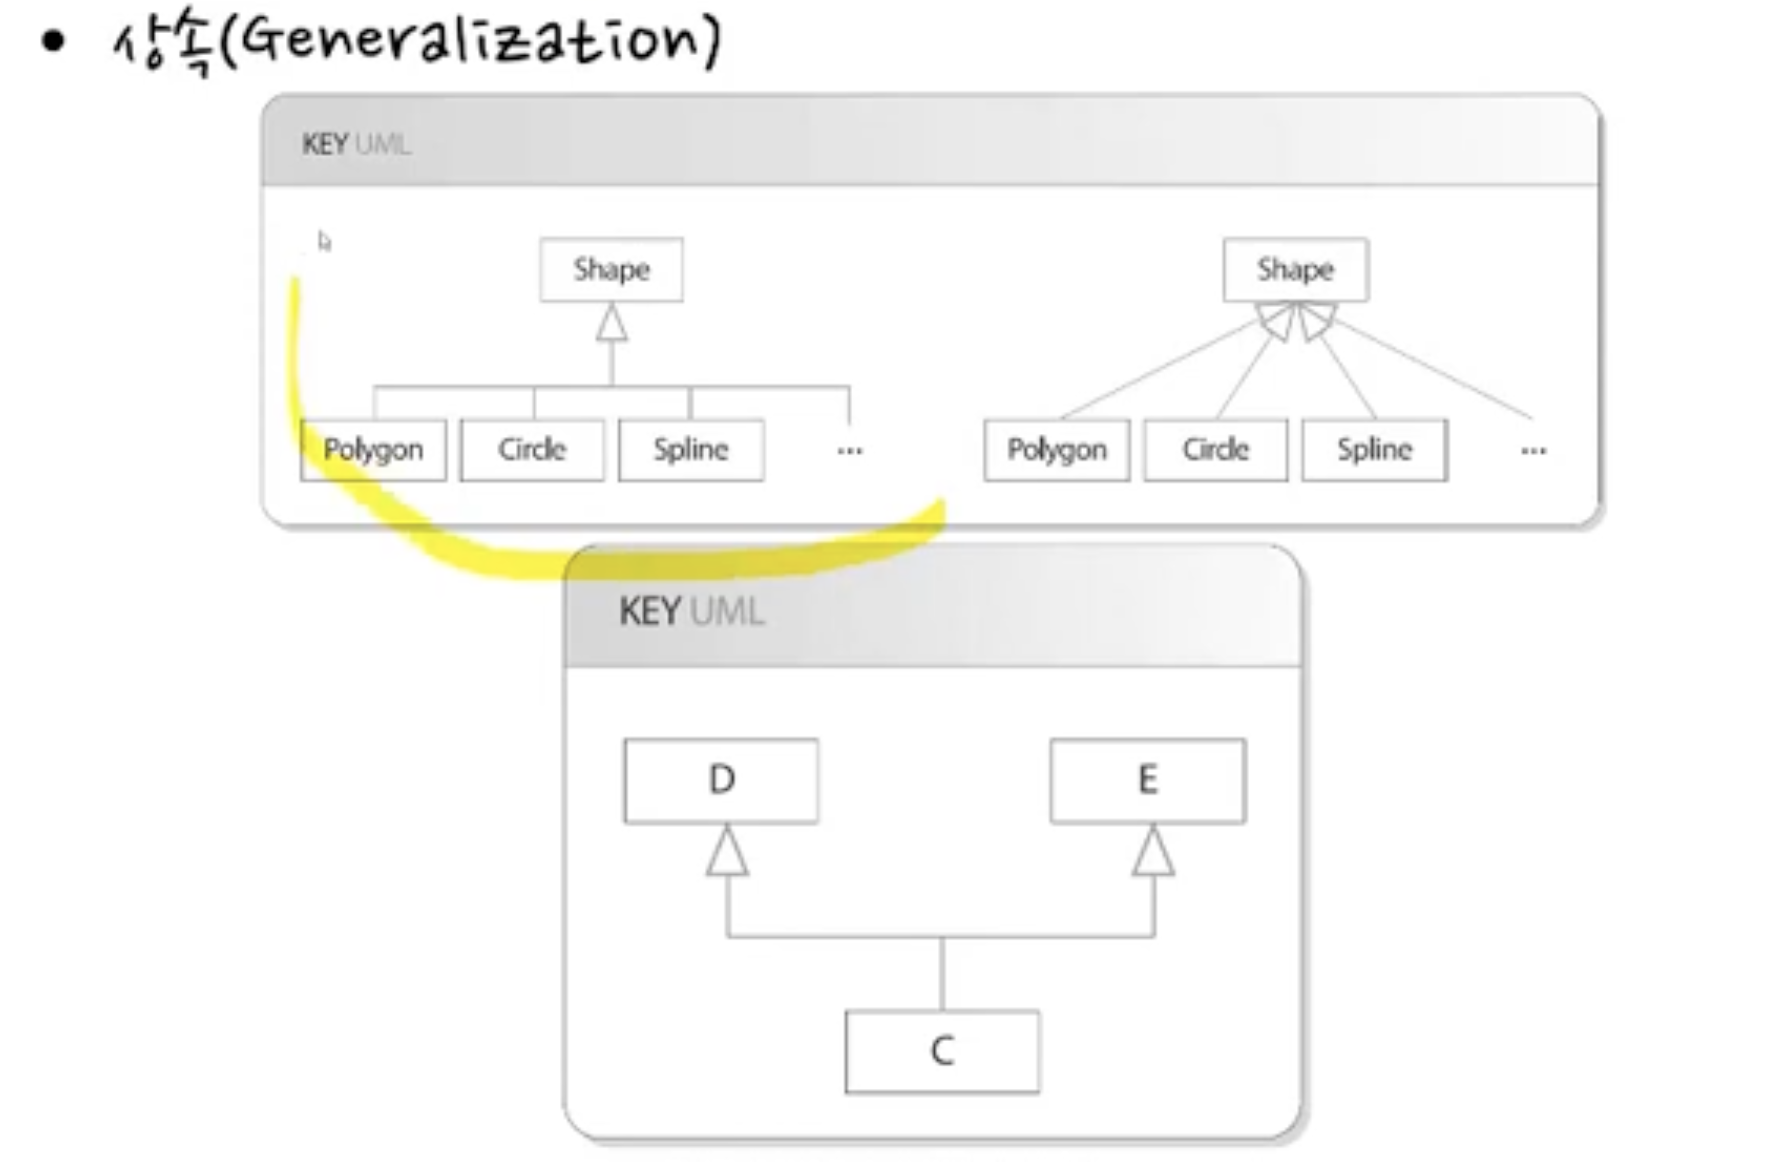 • 상속(Generalization)
KEY UML
Shape
Polygon Circle Spline ...
Shape
Polygon Circle Spline ...
KEY UML
D E
C